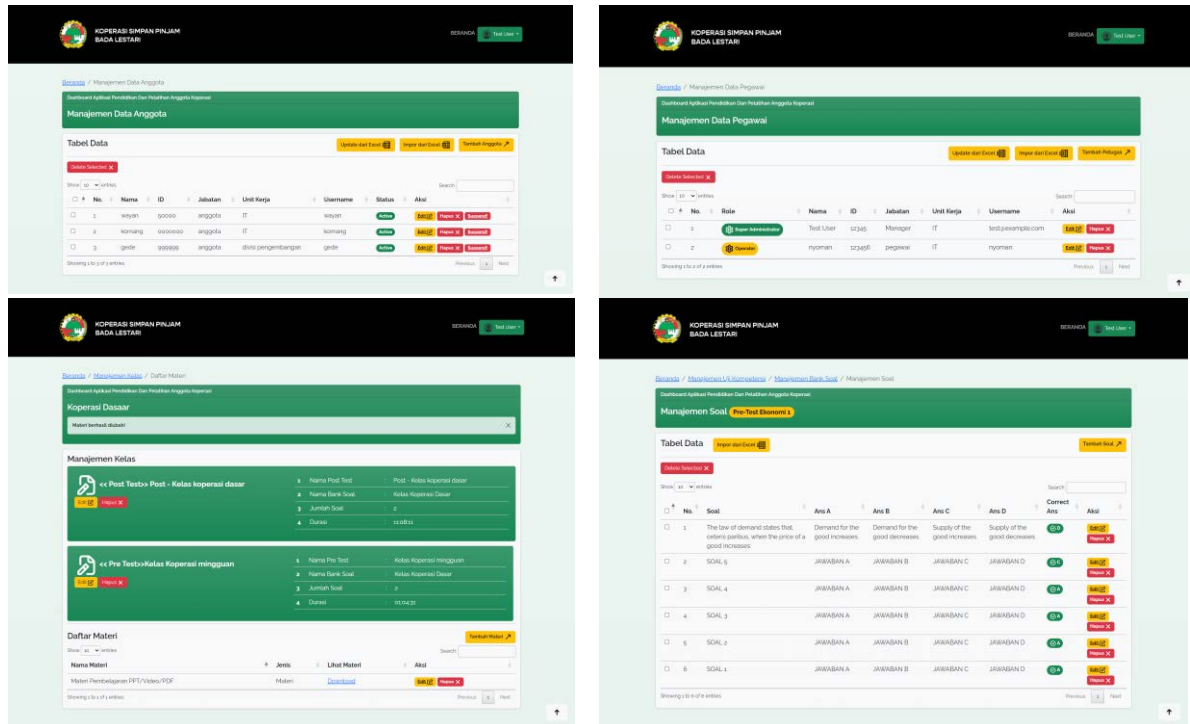 KOPERASI SIMPAN PINJAM
BADA LESTARI
BERANDA Test User
Beranda / Manajemen Data Anggota
Dashboard Aplikasi Pendidikan Dan Pelatihan Anggota Koperasi
Manajemen Data Anggota
Tabel Data Update dari Excel Impor dari Excel Tambah Anggota
Delete Selected X
Show 10 entries Search:
No. Nama ID Jabatan Unit Kerja Username Status Aksi
1 wayan 50000 anggota IT wayan Active Edit Hapus X Suspend
2 komang anggota IT komang Active Edit Hapus X Suspend
3 gede 999999 anggota divisi pengembangan gede Active Edit Hapus X Suspend
Showing 1 to 3 of 3 entries Previous 1 Next
KOPERASI SIMPAN PINJAM
BADA LESTARI
BERANDA Test User
Beranda / Manajemen Data Pegawai
Dashboard Aplikasi Pendidikan Dan Pelatihan Anggota Koperasi
Manajemen Data Pegawai
Tabel Data Update dari Excel Impor dari Excel Tambah Petugas
Delete Selected X
Show 10 entries Search:
No. Role Nama ID Jabatan Unit Kerja Username Aksi
1 Super Administrator Test User 12345 Manager IT Edit Hapus X
2 Operator nyoman 123456 pegawai IT nyoman Edit Hapus X
Showing 1 to 2 of 2 entries Previous 1 Next
KOPERASI SIMPAN PINJAM
BADA LESTARI
BERANDA Test User
Beranda / Manajemen Kelas / Daftar Materi
Dashboard Aplikasi Pendidikan Dan Pelatihan Anggota Koperasi
Koperasi Dasaar
Materi berhasil diubah!
Manajemen Kelas
<< Post Test>> Post - Kelas koperasi dasar
Edit Hapus X
1 Nama Post Test : Post - Kelas koperasi dasar
2 Nama Bank Soal : Kelas Koperasi Dasar
3 Jumlah Soal : 2
4 Durasi : 11:08:11
<< Pre Test>>Kelas Koperasi mingguan
Edit Hapus X
1 Nama Pre Test : Kelas Koperasi mingguan
2 Nama Bank Soal : Kelas Koperasi Dasar
3 Jumlah Soal : 2
4 Durasi : 01:04:31
Daftar Materi Tambah Materi
Show 10 entries Search:
Nama Materi Jenis Lihat Materi Aksi
Materi Pembelajaran PPT/Video/PDF Materi Download Edit Hapus X
Showing 1 to 1 of 1 entries Previous 1 Next
KOPERASI SIMPAN PINJAM
BADA LESTARI
BERANDA Test User
Beranda / Manajemen Uji Kompetensi / Manajemen Bank Soal / Manajemen Soal
Dashboard Aplikasi Pendidikan Dan Pelatihan Anggota Koperasi
Manajemen Soal Pre-Test Ekonomi 1
Tabel Data Impor dari Excel Tambah Soal
Delete Selected X
Show 10 entries Search:
No. Soal Ans A Ans B Ans C Ans D Correct Ans Aksi
1 The law of demand states that, Demand for the Demand for the Supply of the Supply of the D Edit
ceteris paribus, when the price of a good increases good decreases good increases good decreases Hapus X
good increases:
2 SOAL 5 JAWABAN A JAWABAN B JAWABAN C JAWABAN D C Edit Hapus X
3 SOAL 4 JAWABAN A JAWABAN B JAWABAN C JAWABAN D A Edit Hapus X
4 SOAL 3 JAWABAN A JAWABAN B JAWABAN C JAWABAN D A Edit Hapus X
5 SOAL 2 JAWABAN A JAWABAN B JAWABAN C JAWABAN D A Edit Hapus X
6 SOAL 1 JAWABAN A JAWABAN B JAWABAN C JAWABAN D A Edit Hapus X
Showing 1 to 6 of 6 entries Previous 1 Next